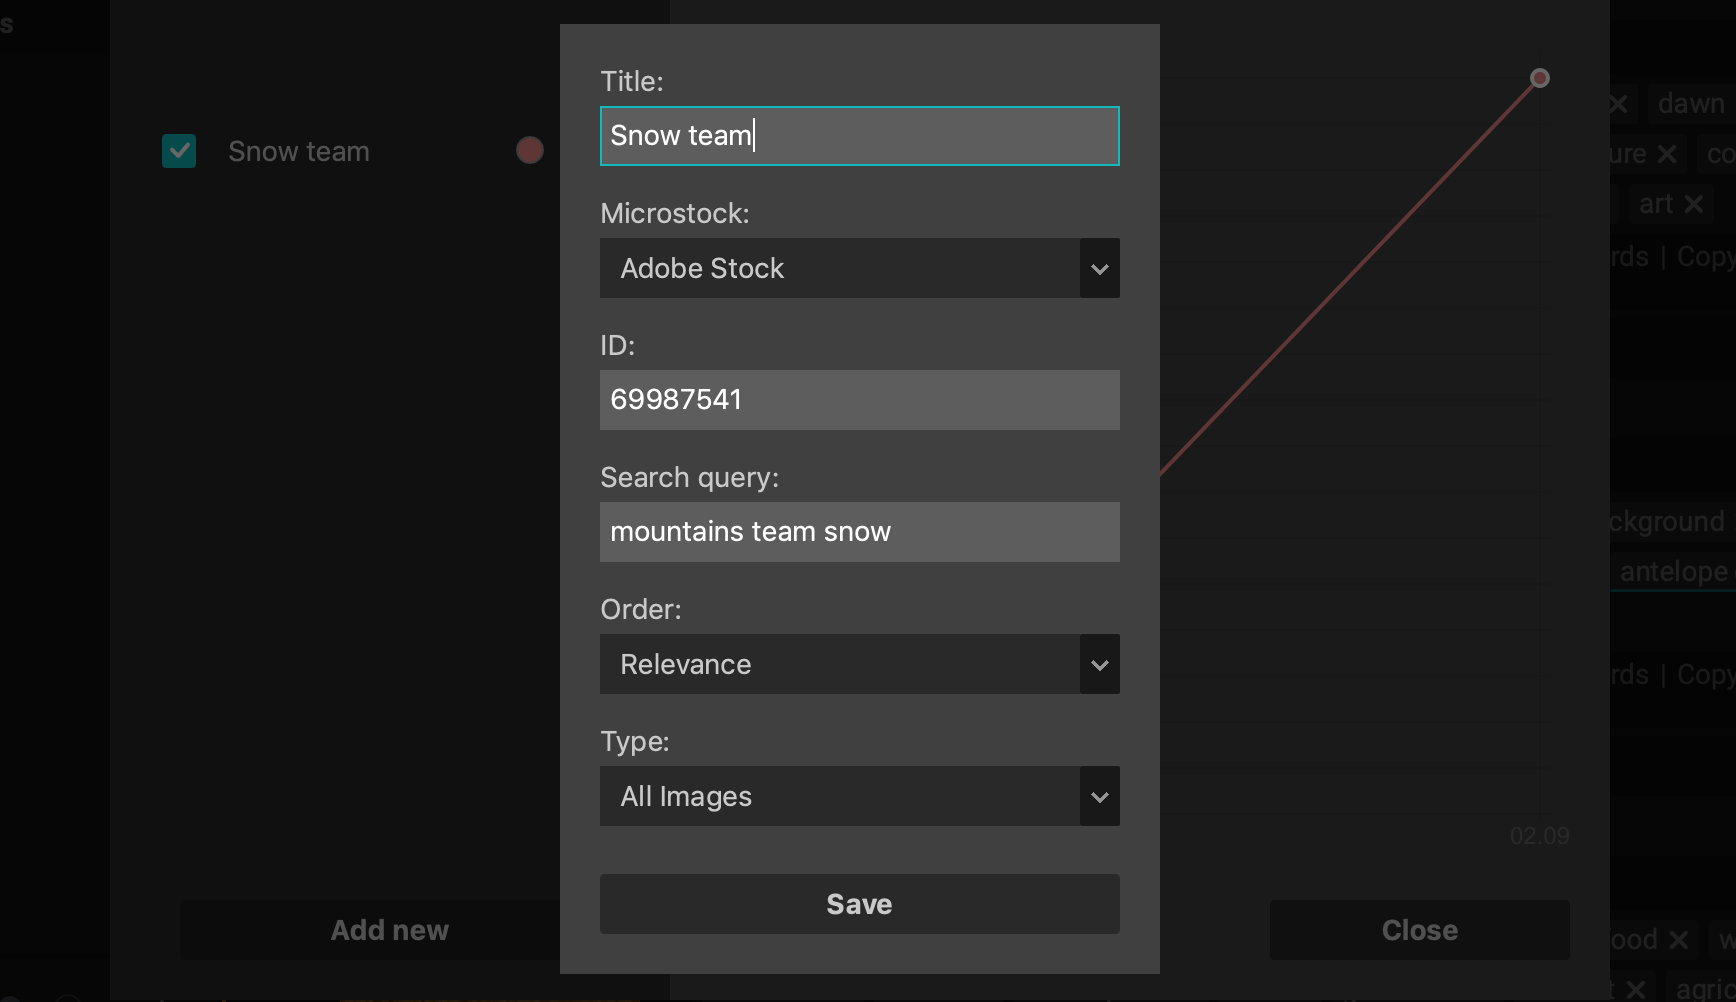 s
Title:
Snow team
Snow team
Microstock:
Adobe Stock
ID:
69987541
Search query:
mountains team snow
Order:
Relevance
Type:
All Images
Save
Add new
02.09
Close
dawn
ure
co
art
rds | Copy
ckground
antelope
rds | Copy
ood
w
t
agric